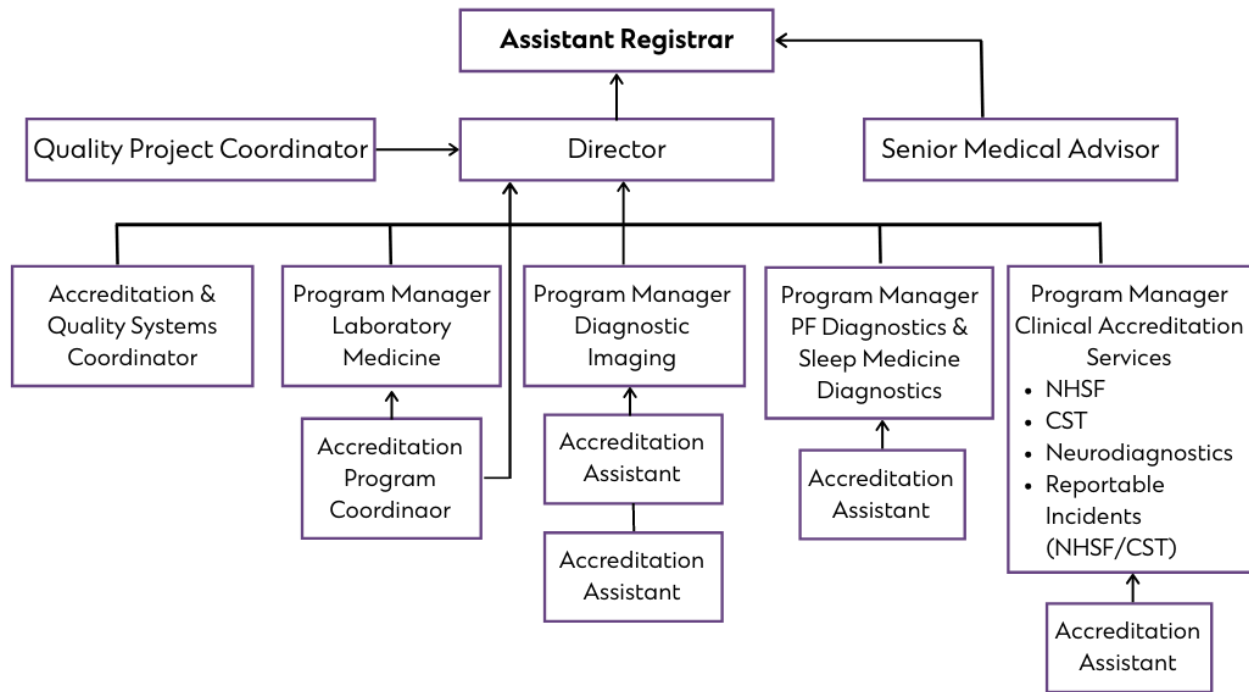 Assistant Registrar
Quality Project Coordinator
Director
Senior Medical Advisor
Accreditation &
Quality Systems
Coordinator
Program Manager
Laboratory
Medicine
Program Manager
Diagnostic
Imaging
Program Manager
PF Diagnostics &
Sleep Medicine
Diagnostics
Program Manager
Clinical Accreditation
Services
• NHSF
• CST
• Neurodiagnostics
• Reportable
Incidents
(NHSF/CST)
Accreditation
Program
Coordinaor
Accreditation
Assistant
Accreditation
Assistant
Accreditation
Assistant
Accreditation
Assistant